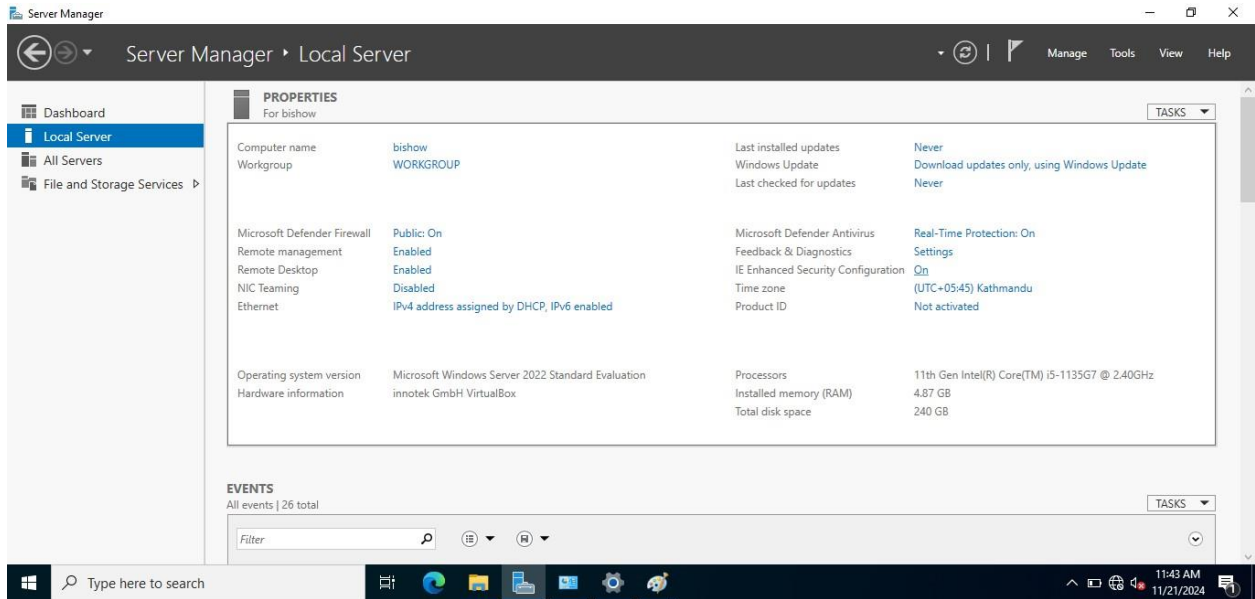 Server Manager
Server Manager ‣ Local Server
Manage Tools View Help
Dashboard
Local Server
All Servers
File and Storage Services
PROPERTIES
For bishow
TASKS
Computer name bishow
Workgroup WORKGROUP
Last installed updates Never
Windows Update Download updates only, using Windows Update
Last checked for updates Never
Microsoft Defender Firewall Public: On
Remote management Enabled
Remote Desktop Enabled
NIC Teaming Disabled
Ethernet IPv4 address assigned by DHCP, IPv6 enabled
Microsoft Defender Antivirus Real-Time Protection: On
Feedback & Diagnostics Settings
IE Enhanced Security Configuration On
Time zone (UTC+05:45) Kathmandu
Product ID Not activated
Operating system version Microsoft Windows Server 2022 Standard Evaluation
Hardware information innotek GmbH VirtualBox
Processors 11th Gen Intel(R) Core(TM) i5-1135G7 @ 2.40GHz
Installed memory (RAM) 4.87 GB
Total disk space 240 GB
EVENTS
All events | 26 total
TASKS
Filter
Type here to search
11:43 AM
11/21/2024
1